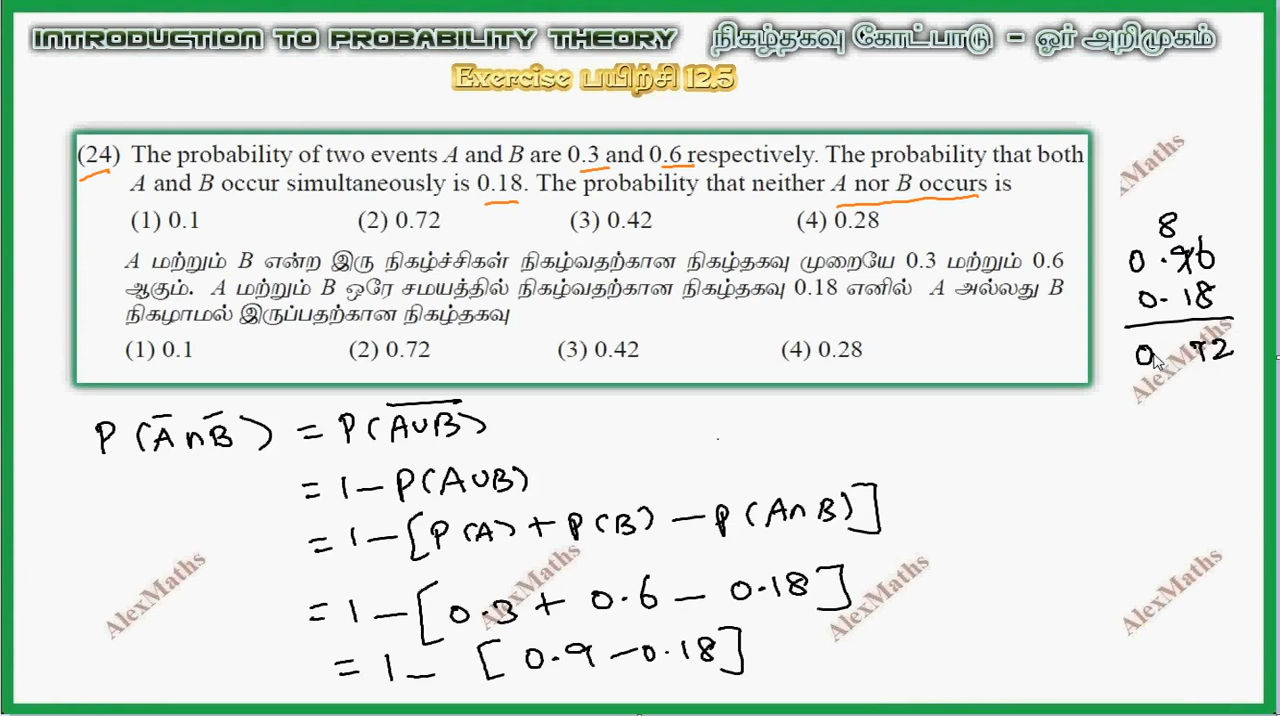 INTRODUCTION TO PROBABILITY THEORY நிகழ்தகவு கோட்பாடு - ஓர் அறிமுகம்
Exercise பயிற்சி 12.5
(24) The probability of two events A and B are 0.3 and 0.6 respectively. The probability that both
A and B occur simultaneously is 0.18. The probability that neither A nor B occurs is
(1) 0.1 (2) 0.72 (3) 0.42 (4) 0.28
A மற்றும் B என்ற இரு நிகழ்ச்சிகள் நிகழ்வதற்கான நிகழ்தகவு முறையே 0.3 மற்றும் 0.6
ஆகும். A மற்றும் B ஒரே சமயத்தில் நிகழ்வதற்கான நிகழ்தகவு 0.18 எனில் A அல்லது B
நிகழாமல் இருப்பதற்கான நிகழ்தகவு
(1) 0.1 (2) 0.72 (3) 0.42 (4) 0.28
8
0.18
0.72
P(A̅∩B̅) = P(A̅∪̅B̅)
= 1 - P(A∪B)
= 1 - [P(A) + P(B) - P(A∩B)]
= 1 - [0.3 + 0.6 - 0.18]
= 1 - [0.9 - 0.18]
AlexMaths
AlexMaths
AlexMaths
AlexMaths
AlexMaths
AlexMaths